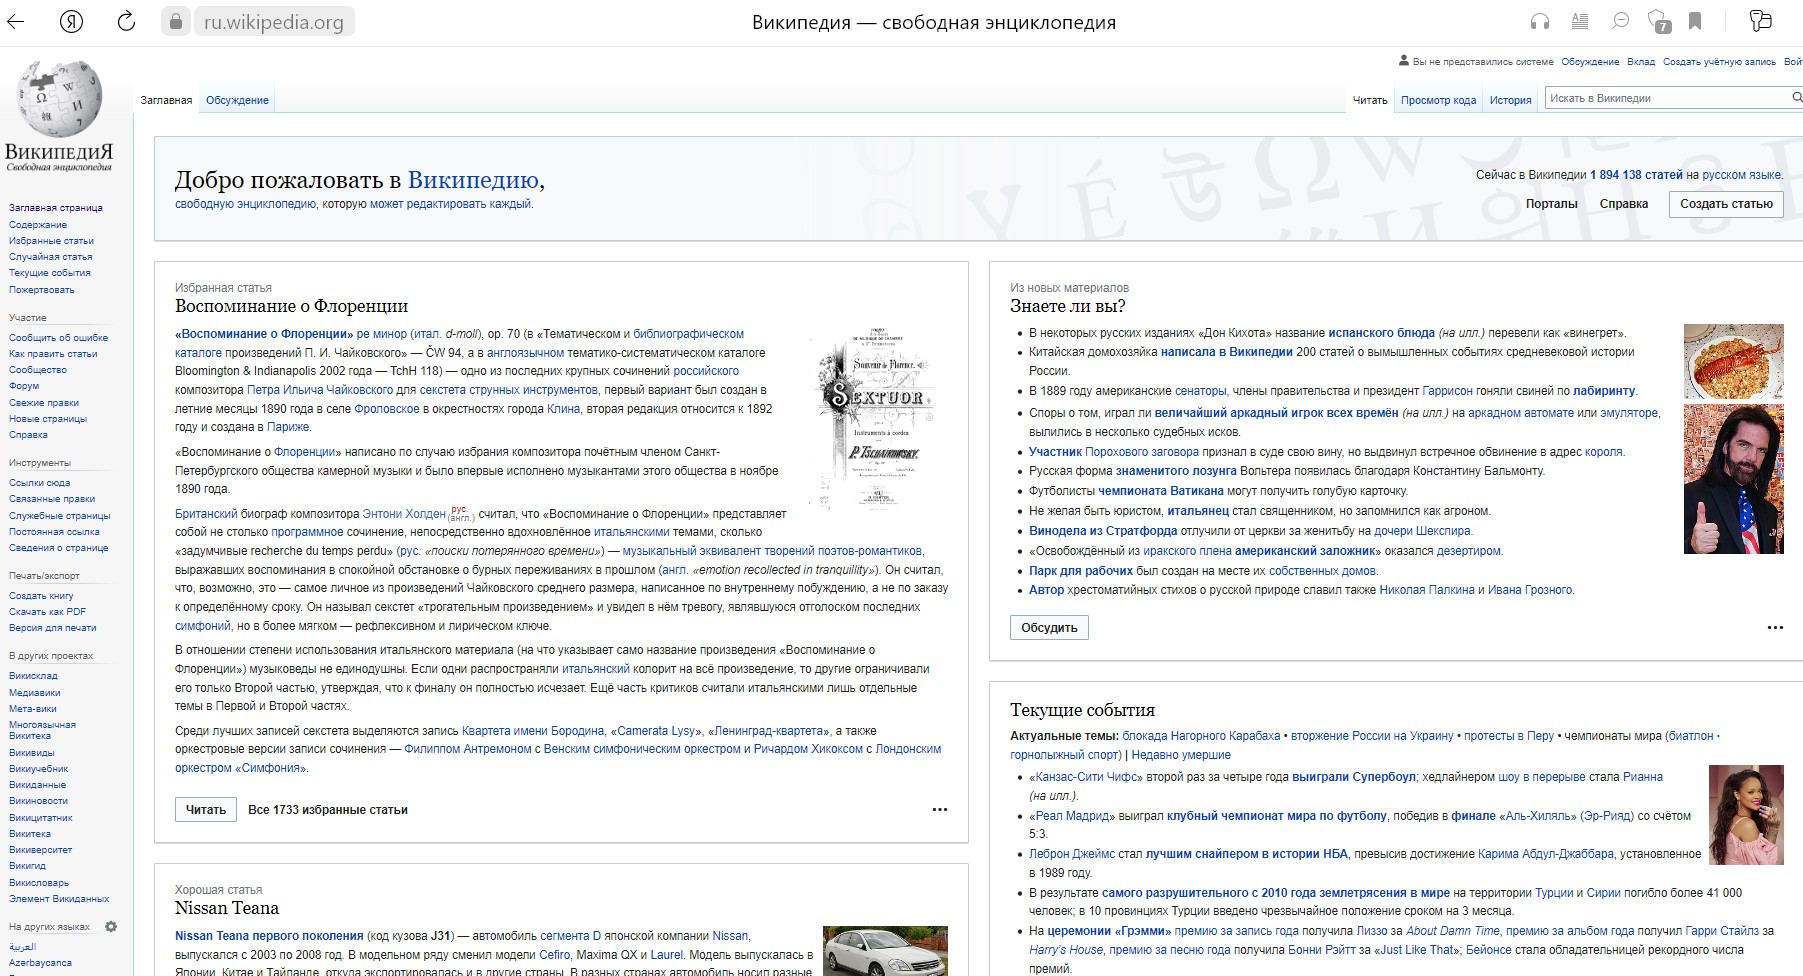 ru.wikipedia.org
Википедия — свободная энциклопедия
7
Вы не представились системе Обсуждение Вклад Создать учётную запись
Заглавная Обсуждение
Читать Просмотр кода История Искать в Википедии
ВикипедиЯ
Свободная энциклопедия
Заглавная страница
Содержание
Избранные статьи
Случайная статья
Текущие события
Пожертвовать
Участие
Сообщить об ошибке
Как править статьи
Сообщество
Форум
Свежие правки
Новые страницы
Справка
Инструменты
Ссылки сюда
Связанные правки
Служебные страницы
Постоянная ссылка
Сведения о странице
Печать/экспорт
Создать книгу
Скачать как PDF
Версия для печати
В других проектах
Викисклад
Медиавики
Мета-вики
Многоязычная
Викитека
Викивиды
Викиучебник
Викиданные
Викиновости
Викицитатник
Викитека
Викиверситет
Викигид
Викисловарь
Элемент Викиданных
На других языках
العربية
Azərbaycanca
Добро пожаловать в Википедию,
свободную энциклопедию, которую может редактировать каждый.
Сейчас в Википедии 1 894 138 статей на русском языке.
Порталы Справка Создать статью
Избранная статья
Воспоминание о Флоренции
«Воспоминание о Флоренции» ре минор (итал. d-moll), ор. 70 (в «Тематическом и библиографическом
каталоге произведений П. И. Чайковского» — ČW 94, а в англоязычном тематико-систематическом каталоге
Bloomington & Indianapolis 2002 года — TchH 118) — одно из последних крупных сочинений российского
композитора Петра Ильича Чайковского для секстета струнных инструментов, первый вариант был создан в
летние месяцы 1890 года в селе Фроловское в окрестностях города Клина, вторая редакция относится к 1892
году и создана в Париже.
Souvenir de Florence
SEXTUOR
P. TSCHAIKOWSKY
«Воспоминание о Флоренции» написано по случаю избрания композитора почётным членом Санкт-
Петербургского общества камерной музыки и было впервые исполнено музыкантами этого общества в ноябре
1890 года.
Британский биограф композитора Энтони Холден рус. (англ.) считал, что «Воспоминание о Флоренции» представляет
собой не столько программное сочинение, непосредственно вдохновлённое итальянскими темами, сколько
«задумчивые recherche du temps perdu» (рус. «поиски потерянного времени») — музыкальный эквивалент творений поэтов-романтиков,
выражавших воспоминания в спокойной обстановке о бурных переживаниях в прошлом (англ. «emotion recollected in tranquillity»). Он считал,
что, возможно, это — самое личное из произведений Чайковского среднего размера, написанное по внутреннему побуждению, а не по заказу
к определённому сроку. Он называл секстет «трогательным произведением» и увидел в нём тревогу, являвшуюся отголоском последних
симфоний, но в более мягком — рефлексивном и лирическом ключе.
В отношении степени использования итальянского материала (на что указывает само название произведения «Воспоминание о
Флоренции») музыковеды не единодушны. Если одни распространяли итальянский колорит на всё произведение, то другие ограничивали
его только Второй частью, утверждая, что к финалу он полностью исчезает. Ещё часть критиков считали итальянскими лишь отдельные
темы в Первой и Второй частях.
Среди лучших записей секстета выделяются запись Квартета имени Бородина, «Camerata Lysy», «Ленинград-квартета», а также
оркестровые версии записи сочинения — Филиппом Антремоном с Венским симфоническим оркестром и Ричардом Хикоксом с Лондонским
оркестром «Симфония».
Читать Все 1733 избранные статьи
Хорошая статья
Nissan Teana
Nissan Teana первого поколения (код кузова J31) — автомобиль сегмента D японской компании Nissan,
выпускался с 2003 по 2008 год. В модельном ряду сменил модели Cefiro, Maxima QX и Laurel. Модель выпускалась в
Японии, Китае и Тайланде, откуда экспортировалась и в другие страны. В разных странах автомобиль носил разные
Из новых материалов
Знаете ли вы?
В некоторых русских изданиях «Дон Кихота» название испанского блюда (на илл.) перевели как «винегрет».
Китайская домохозяйка написала в Википедии 200 статей о вымышленных событиях средневековой истории
России.
В 1889 году американские сенаторы, члены правительства и президент Гаррисон гоняли свиней по лабиринту.
Споры о том, играл ли величайший аркадный игрок всех времён (на илл.) на аркадном автомате или эмуляторе,
вылились в несколько судебных исков.
Участник Порохового заговора признал в суде свою вину, но выдвинул встречное обвинение в адрес короля.
Русская форма знаменитого лозунга Вольтера появилась благодаря Константину Бальмонту.
Футболисты чемпионата Ватикана могут получить голубую карточку.
Не желая быть юристом, итальянец стал священником, но запомнился как агроном.
Винодела из Стратфорда отлучили от церкви за женитьбу на дочери Шекспира.
«Освобождённый из иракского плена американский заложник» оказался дезертиром.
Парк для рабочих был создан на месте их собственных домов.
Автор хрестоматийных стихов о русской природе славил также Николая Палкина и Ивана Грозного.
Обсудить
Текущие события
Актуальные темы: блокада Нагорного Карабаха • вторжение России на Украину • протесты в Перу • чемпионаты мира (биатлон ·
горнолыжный спорт) | Недавно умершие
«Канзас-Сити Чифс» второй раз за четыре года выиграли Супербоул; хедлайнером шоу в перерыве стала Рианна
(на илл.).
«Реал Мадрид» выиграл клубный чемпионат мира по футболу, победив в финале «Аль-Хиляль» (Эр-Рияд) со счётом
5:3.
Леброн Джеймс стал лучшим снайпером в истории НБА, превысив достижение Карима Абдул-Джаббара, установленное
в 1989 году.
В результате самого разрушительного с 2010 года землетрясения в мире на территории Турции и Сирии погибло более 41 000
человек; в 10 провинциях Турции введено чрезвычайное положение сроком на 3 месяца.
На церемонии «Грэмми» премию за запись года получила Лиззо за About Damn Time, премию за альбом года получил Гарри Стайлз за
Harry's House, премию за песню года получила Бонни Рэйтт за «Just Like That»; Бейонсе стала обладательницей рекордного числа
премий.